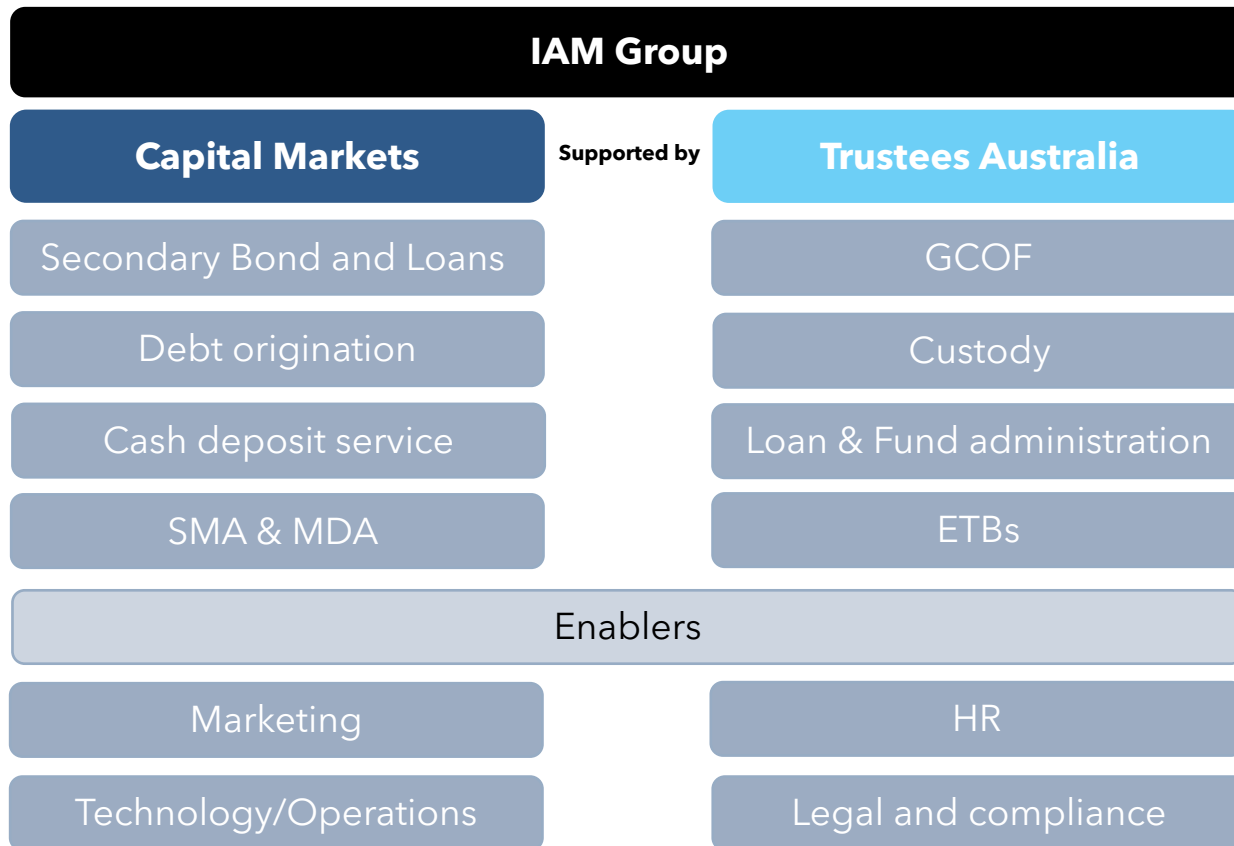 IAM Group
Capital Markets
Supported by
Trustees Australia
Secondary Bond and Loans
GCOF
Debt origination
Custody
Cash deposit service
Loan & Fund administration
SMA & MDA
ETBs
Enablers
Marketing
HR
Technology/Operations
Legal and compliance